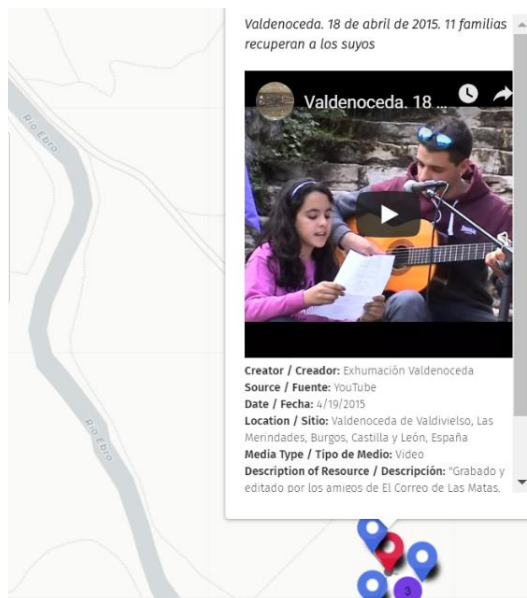 Valdenoceda. 18 de abril de 2015. 11 familias
recuperan a los suyos
Valdenoceda. 18 ...
Creator / Creador: Exhumación Valdenoceda
Source / Fuente: YouTube
Date / Fecha: 4/19/2015
Location / Sitio: Valdenoceda de Valdivielso, Las
Merindades, Burgos, Castilla y León, España
Media Type / Tipo de Medio: Video
Description of Resource / Descripción: "Grabado y
editado por los amigos de El Correo de Las Matas.
Río Ebro
Río Ebro
3